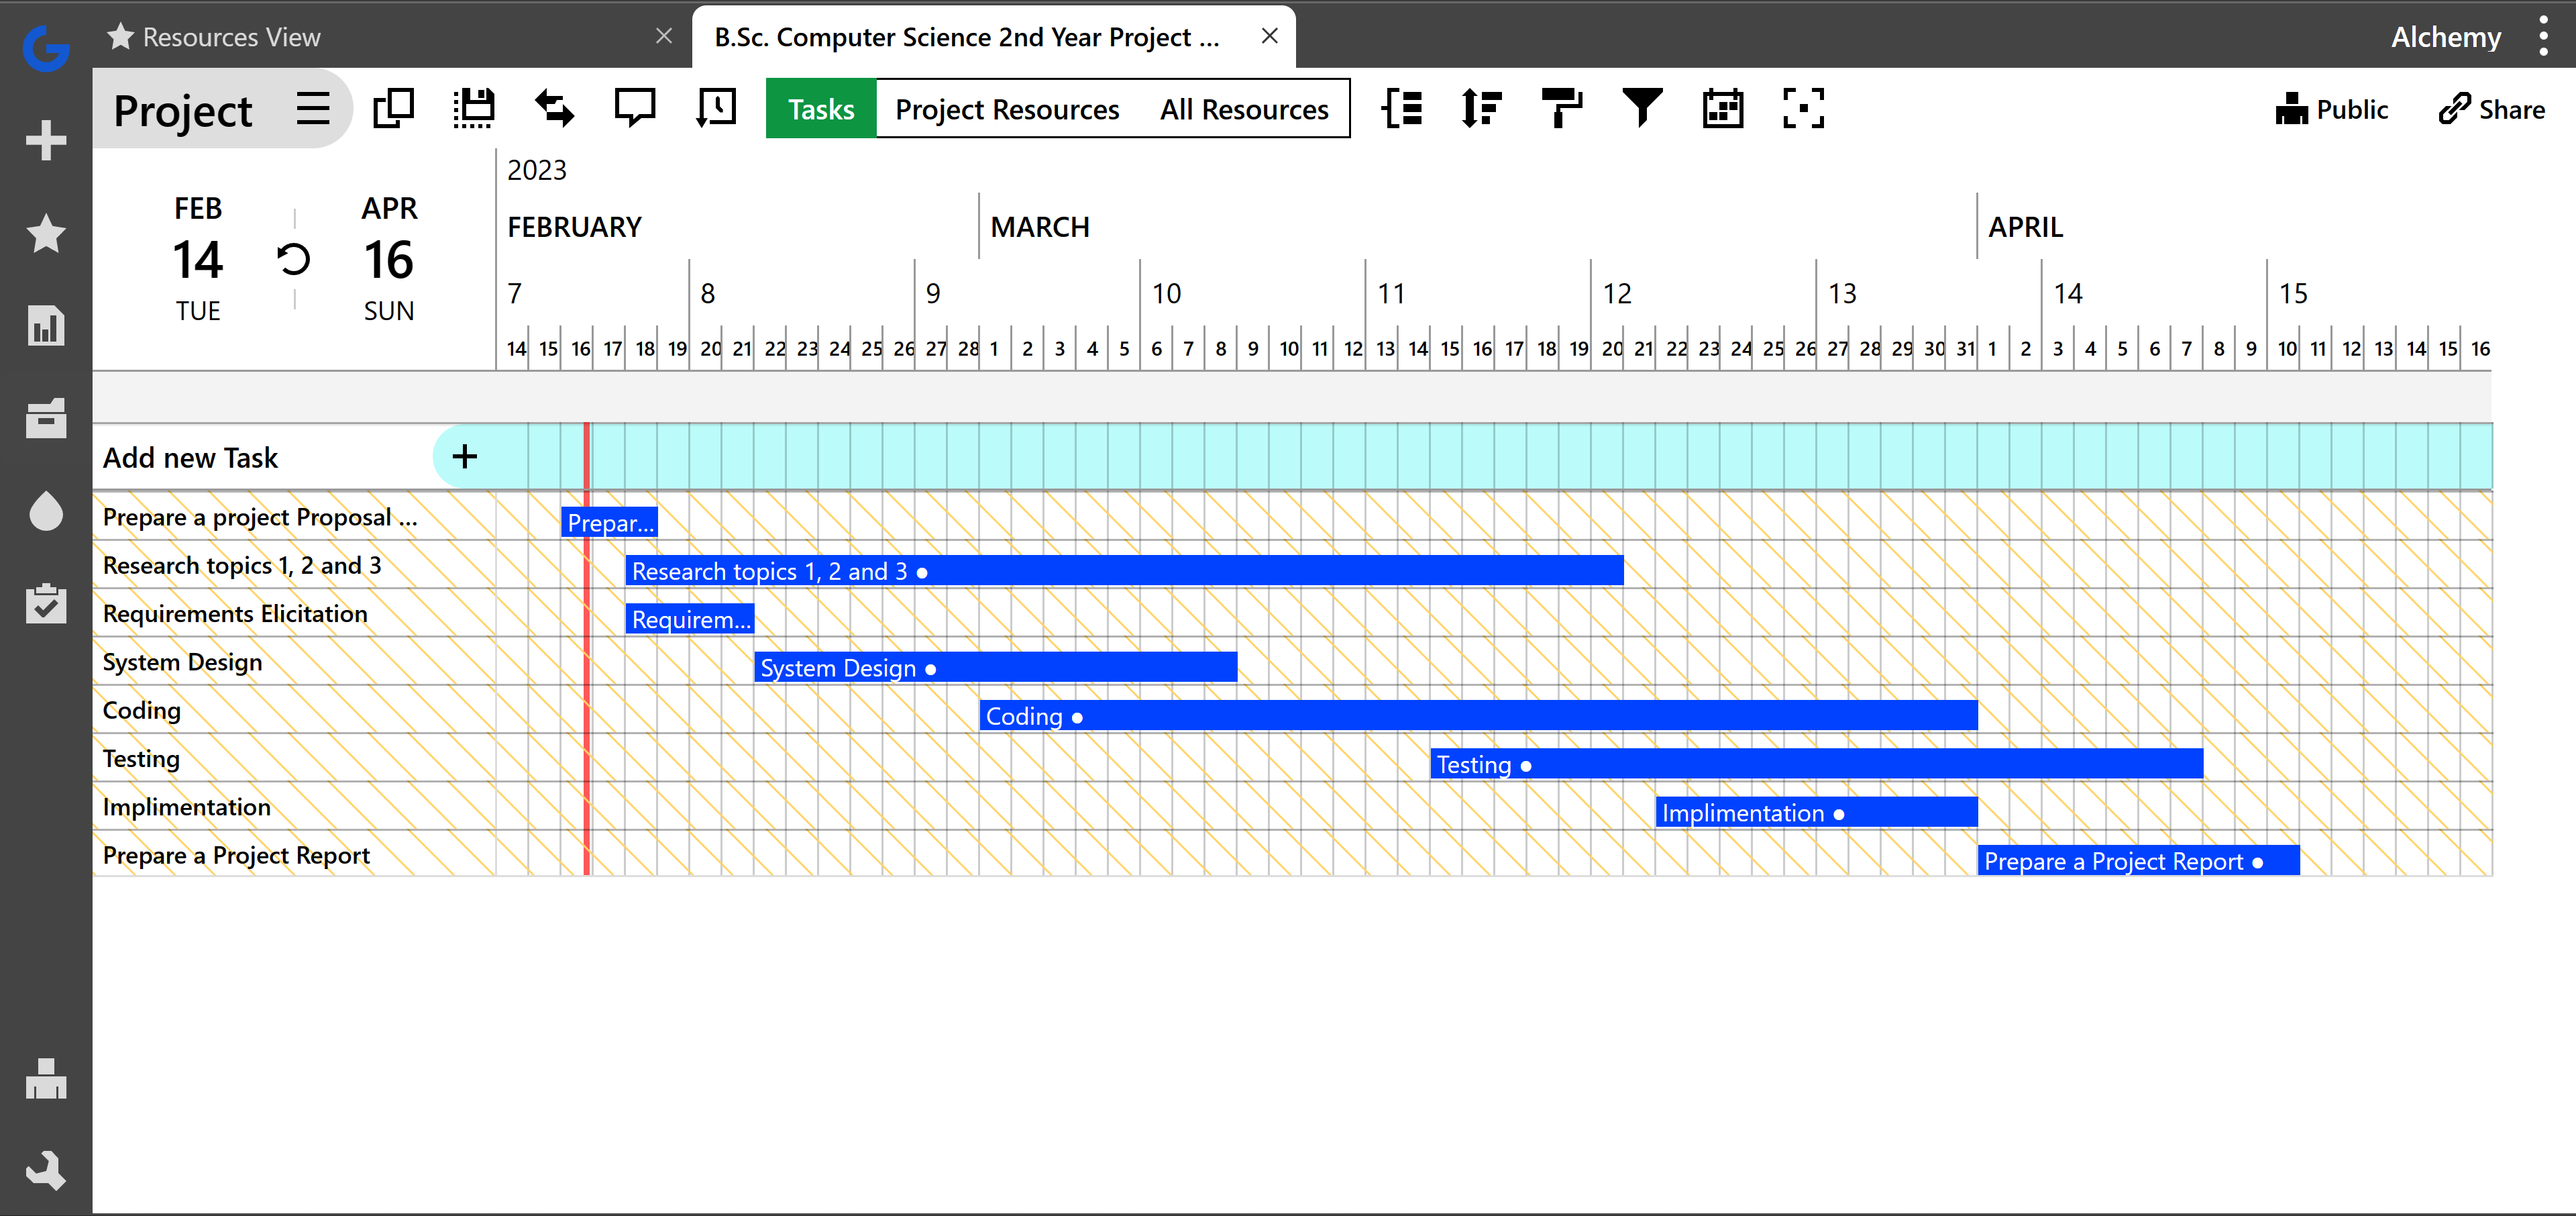 Resources View
B.Sc. Computer Science 2nd Year Project ...
Alchemy
Project
Tasks Project Resources All Resources
Public Share
2023
FEB APR
FEBRUARY MARCH APRIL
14 16
TUE SUN
7 8 9 10 11 12 13 14 15
14 15 16 17 18 19 20 21 22 23 24 25 26 27 28 1 2 3 4 5 6 7 8 9 10 11 12 13 14 15 16 17 18 19 20 21 22 23 24 25 26 27 28 29 30 31 1 2 3 4 5 6 7 8 9 10 11 12 13 14 15 16
Add new Task +
Prepare a project Proposal ... Prepar...
Research topics 1, 2 and 3 Research topics 1, 2 and 3
Requirements Elicitation Requirem...
System Design System Design
Coding Coding
Testing Testing
Implimentation Implimentation
Prepare a Project Report Prepare a Project Report